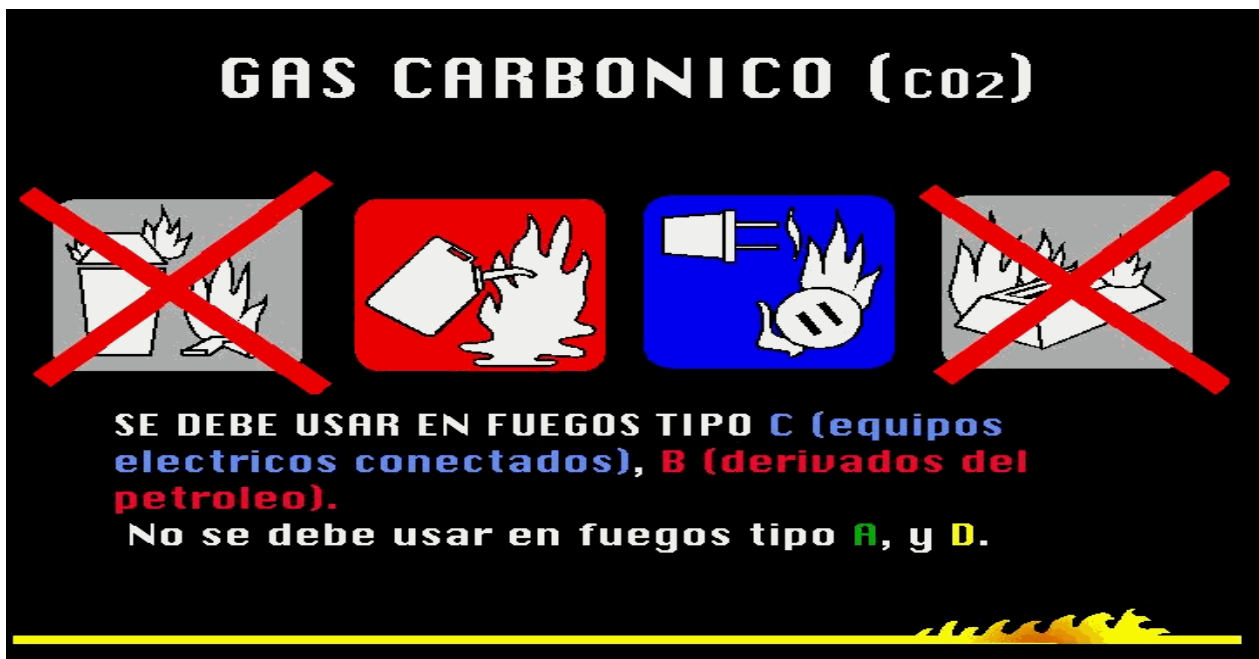 GAS CARBONICO (CO2)
SE DEBE USAR EN FUEGOS TIPO C (equipos
electricos conectados), B (derivados del
petroleo).
No se debe usar en fuegos tipo A, y D.